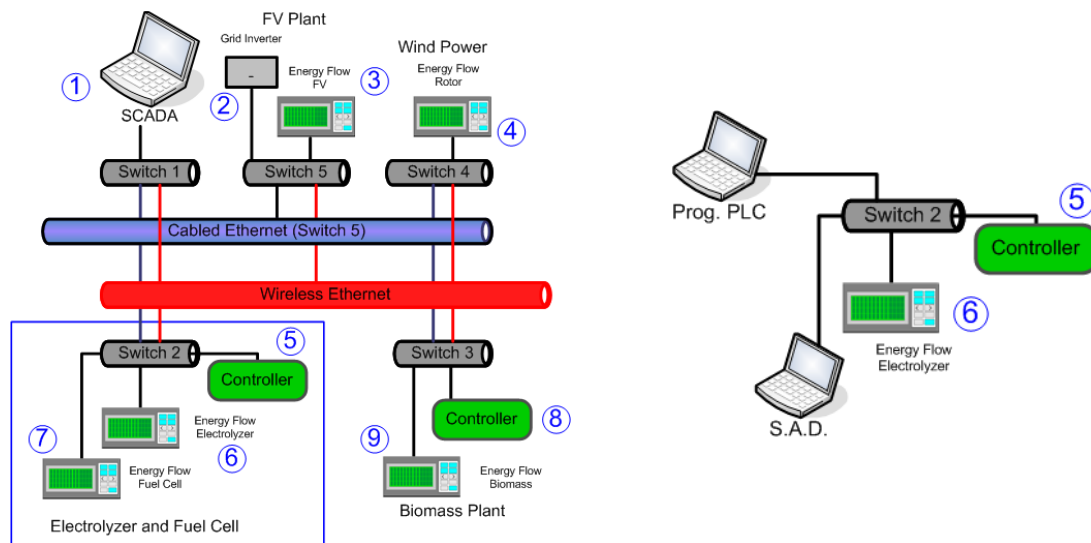 FV Plant
Grid Inverter
Wind Power
Energy Flow
FV
Energy Flow
Rotor
1
2
3
4
-
SCADA
Switch 1
Switch 5
Switch 4
Cabled Ethernet (Switch 5)
Wireless Ethernet
Switch 2
5
Controller
Switch 3
Energy Flow
Electrolyzer
6
7
Energy Flow
Fuel Cell
Controller
8
9
Energy Flow
Biomass
Electrolyzer and Fuel Cell
Biomass Plant
Prog. PLC
Switch 2
5
Controller
6
Energy Flow
Electrolyzer
S.A.D.